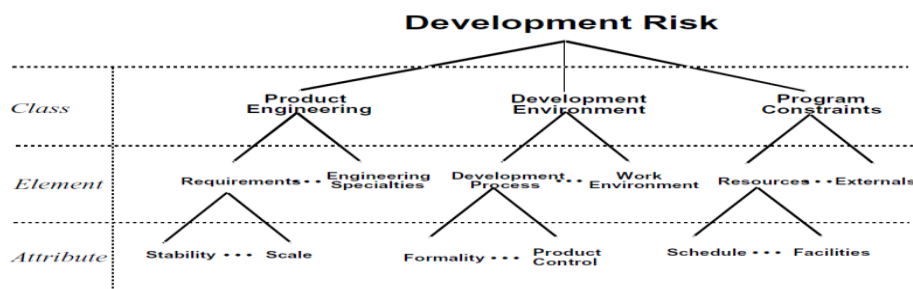 Development Risk
Class
Product
Engineering
Development
Environment
Program
Constraints
Element
Requirements • • • Engineering
Specialties
Development
Process • • • Work
Environment
Resources • • • Externals
Attribute
Stability • • • Scale
Formality • • • Product
Control
Schedule • • • Facilities